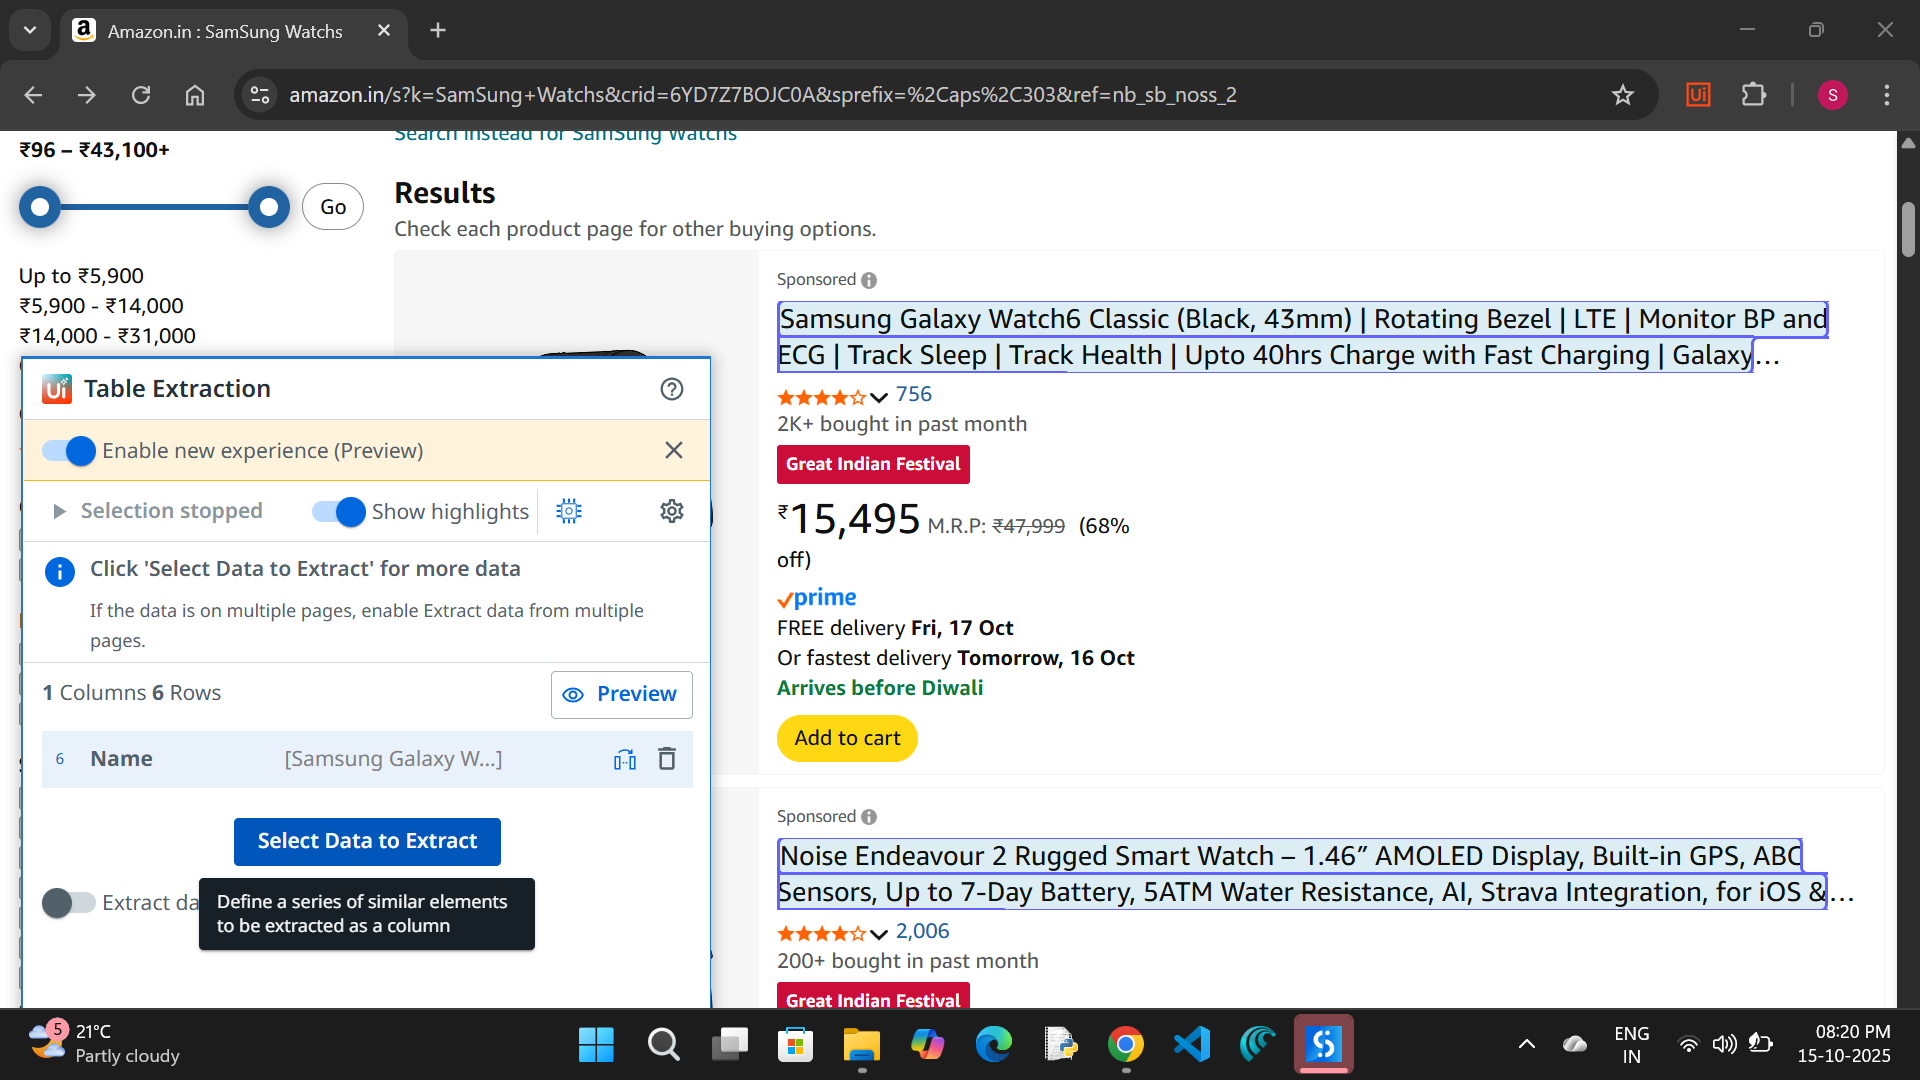 Amazon.in : SamSung Watchs
amazon.in/s?k=SamSung+Watchs&crid=6YD7Z7BOJC0A&sprefix=%2Caps%2C303&ref=nb_sb_noss_2
S
Search instead for SamSung Watchs
₹96 – ₹43,100+
Go
Up to ₹5,900
₹5,900 - ₹14,000
₹14,000 - ₹31,000
Results
Check each product page for other buying options.
Sponsored
Samsung Galaxy Watch6 Classic (Black, 43mm) | Rotating Bezel | LTE | Monitor BP and
ECG | Track Sleep | Track Health | Upto 40hrs Charge with Fast Charging | Galaxy…
756
2K+ bought in past month
Great Indian Festival
₹15,495 M.R.P: ₹47,999 (68%
off)
prime
FREE delivery Fri, 17 Oct
Or fastest delivery Tomorrow, 16 Oct
Arrives before Diwali
Add to cart
Sponsored
Noise Endeavour 2 Rugged Smart Watch – 1.46” AMOLED Display, Built-in GPS, ABC
Sensors, Up to 7-Day Battery, 5ATM Water Resistance, AI, Strava Integration, for iOS &…
2,006
200+ bought in past month
Great Indian Festival
Ui Table Extraction
Enable new experience (Preview)
Selection stopped
Show highlights
Click 'Select Data to Extract' for more data
If the data is on multiple pages, enable Extract data from multiple
pages.
1 Columns 6 Rows
Preview
6 Name [Samsung Galaxy W...]
Select Data to Extract
Extract da
Define a series of similar elements
to be extracted as a column
5
21°C
Partly cloudy
ENG
IN
08:20 PM
15-10-2025